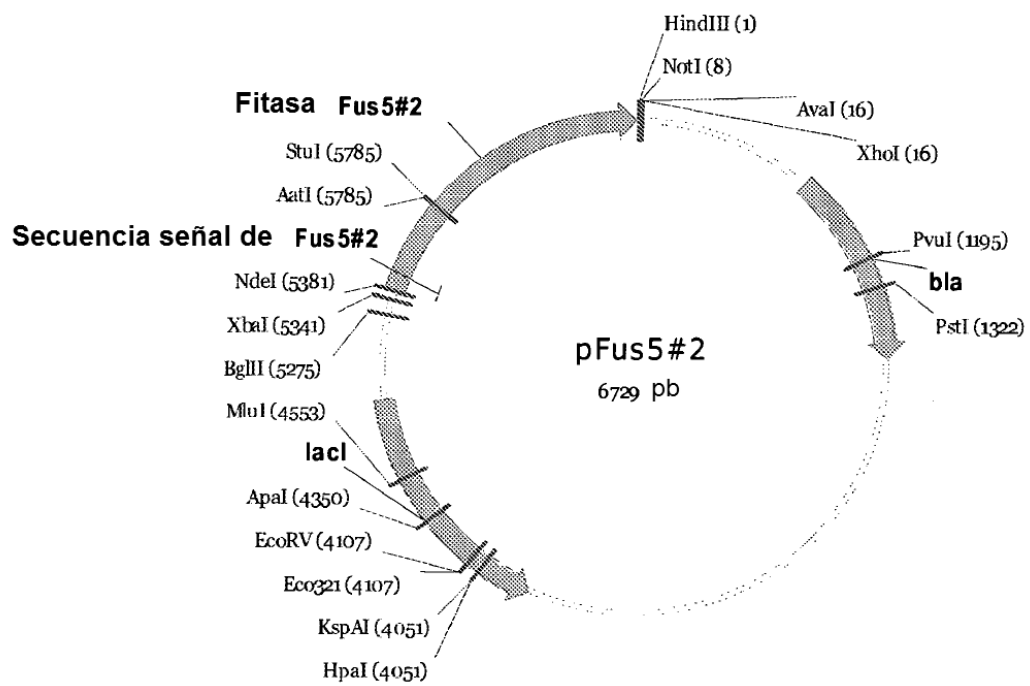 HindIII (1)
NotI (8)
AvaI (16)
XhoI (16)
Fitasa Fus5#2
StuI (5785)
AatI (5785)
Secuencia señal de Fus5#2
NdeI (5381)
XbaI (5341)
BglII (5275)
MluI (4553)
lacI
ApaI (4350)
EcoRV (4107)
Eco321 (4107)
KspAI (4051)
HpaI (4051)
PvuI (1195)
bla
PstI (1322)
pFus5#2
6729 pb